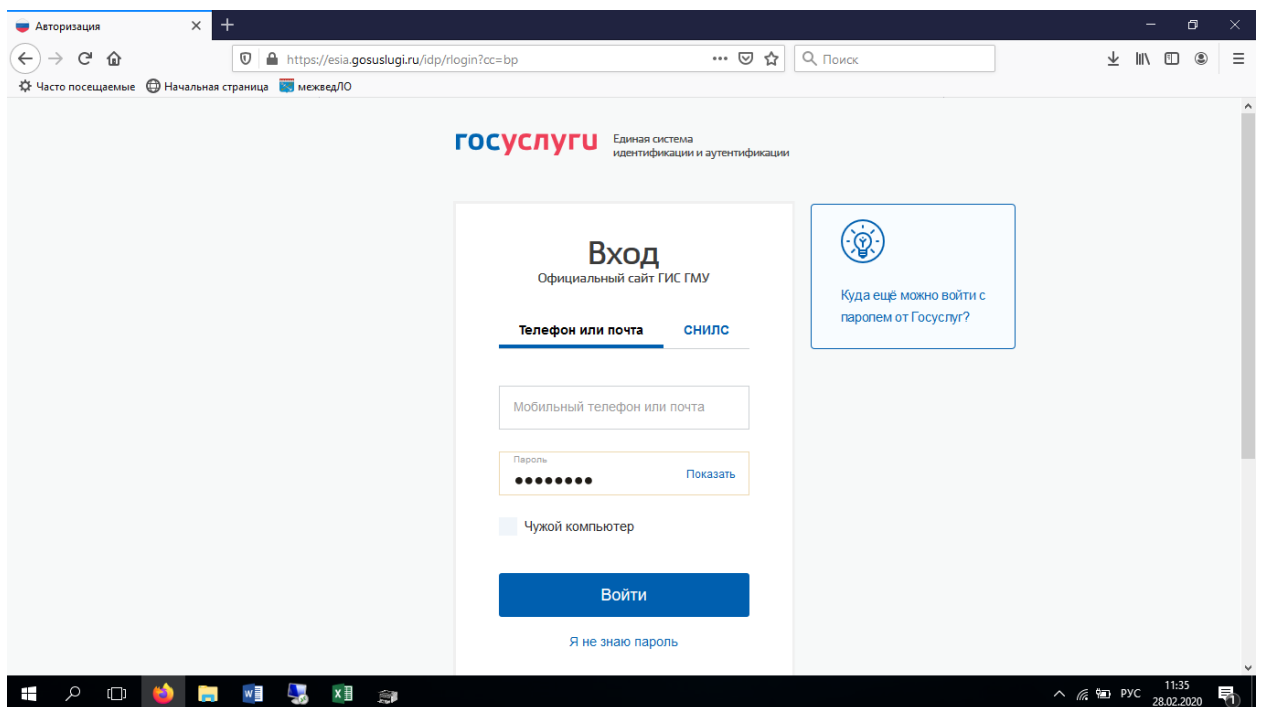 Авторизация
https://esia.gosuslugi.ru/idp/rlogin?cc=bp
Поиск
Часто посещаемые
Начальная страница
межведЛО
госуслуги
Единая система
идентификации и аутентификации
Вход
Официальный сайт ГИС ГМУ
Телефон или почта
СНИЛС
Мобильный телефон или почта
Пароль
Показать
Чужой компьютер
Войти
Я не знаю пароль
Куда ещё можно войти с
паролем от Госуслуг?
РУС
11:35
28.02.2020